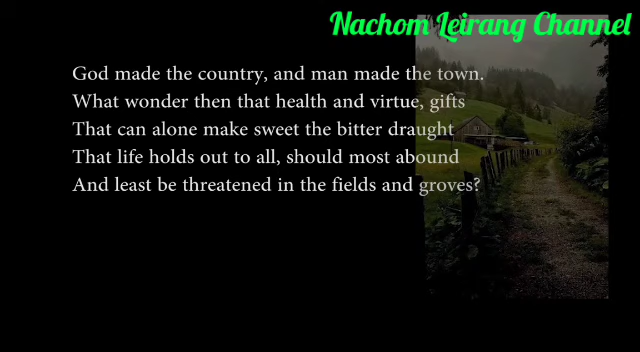 Nachom Leirang Channel
God made the country, and man made the town.
What wonder then that health and virtue, gifts
That can alone make sweet the bitter draught
That life holds out to all, should most abound
And least be threatened in the fields and groves?